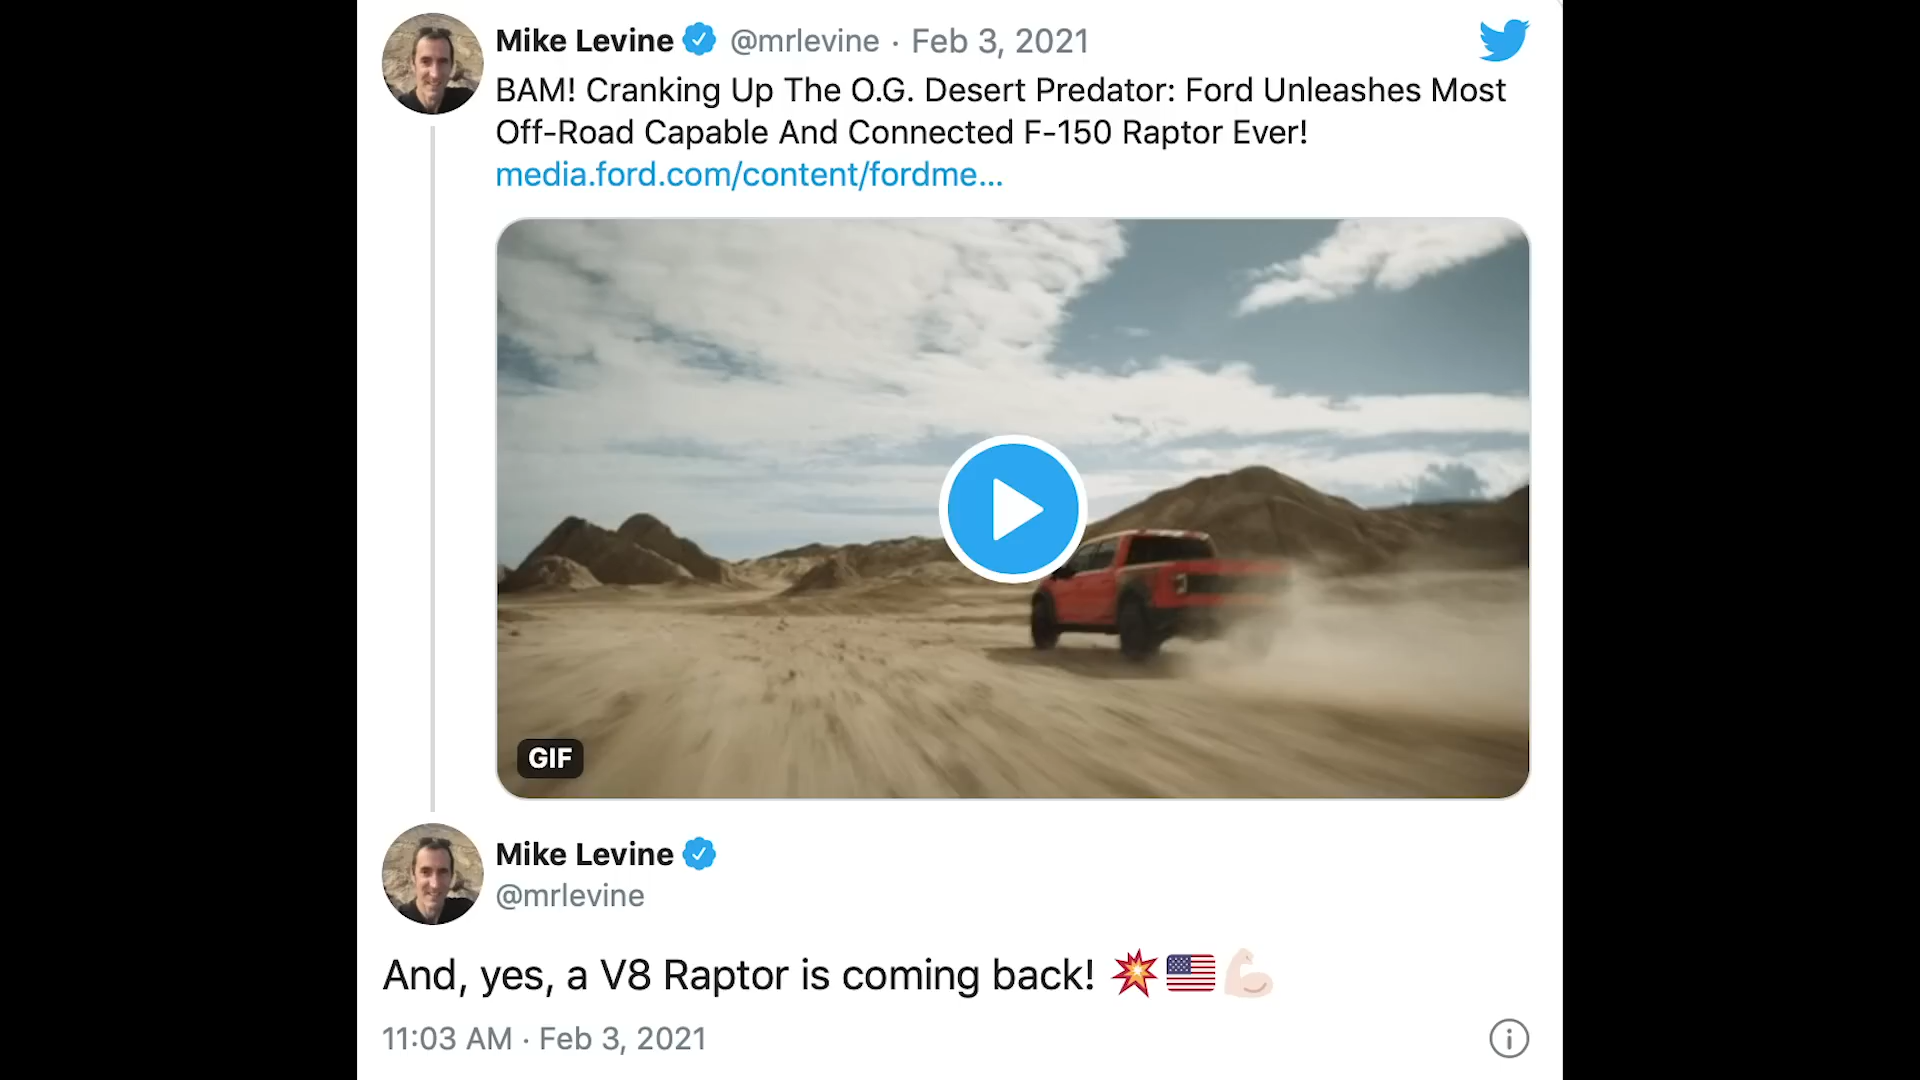 Mike Levine @mrlevine · Feb 3, 2021
BAM! Cranking Up The O.G. Desert Predator: Ford Unleashes Most
Off-Road Capable And Connected F-150 Raptor Ever!
media.ford.com/content/fordme...
GIF
Mike Levine
@mrlevine
And, yes, a V8 Raptor is coming back! 💥🇺🇸💪🏻
11:03 AM · Feb 3, 2021